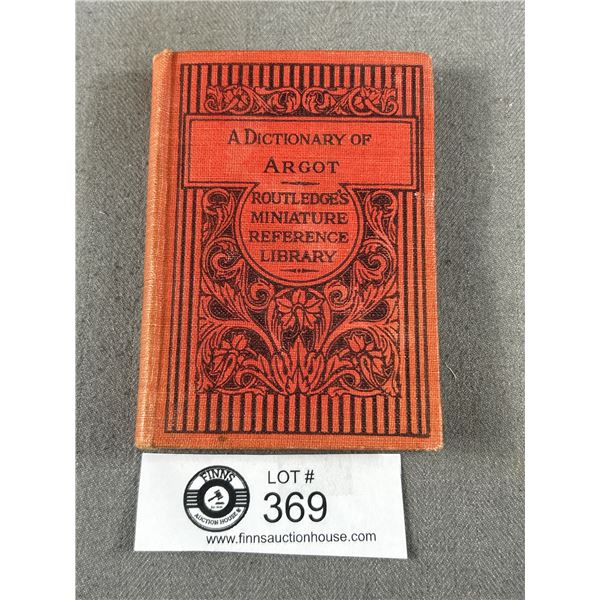 A DICTIONARY OF
ARGOT
ROUTLEDGE'S
MINIATURE
REFERENCE
LIBRARY
FINNS
AUCTION HOUSE
LOT #
369
www.finnsauctionhouse.com